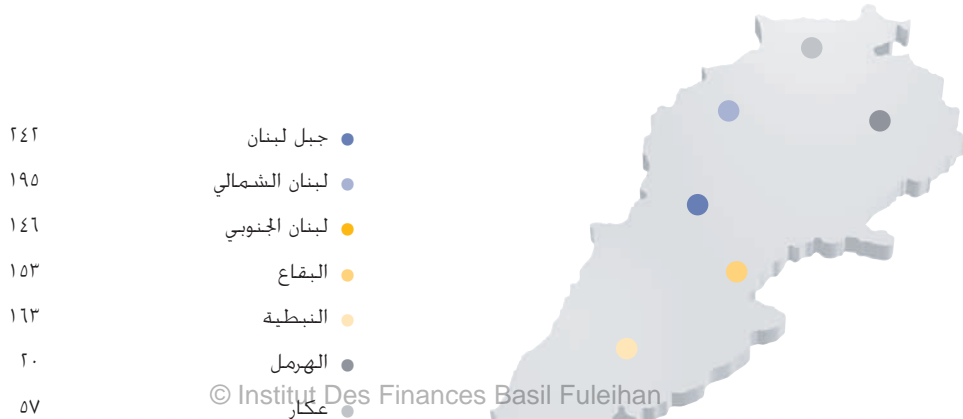 جبل لبنان ٢٤٢
لبنان الشمالي ١٩٥
لبنان الجنوبي ١٤٦
البقاع ١٥٣
النبطية ١٦٣
الهرمل ٢٠
عكار ٥٧
© Institut Des Finances Basil Fuleihan